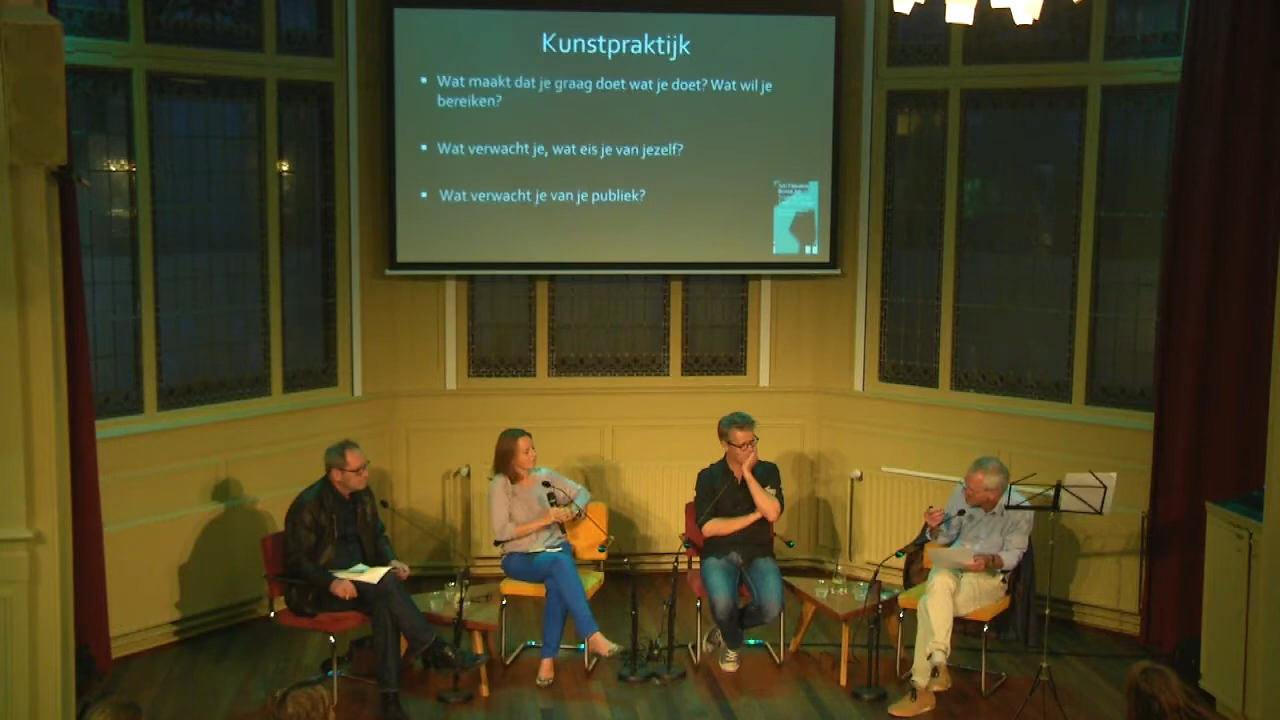 Kunstpraktijk
▪ Wat maakt dat je graag doet wat je doet? Wat wil je
bereiken?
▪ Wat verwacht je, wat eis je van jezelf?
▪ Wat verwacht je van je publiek?